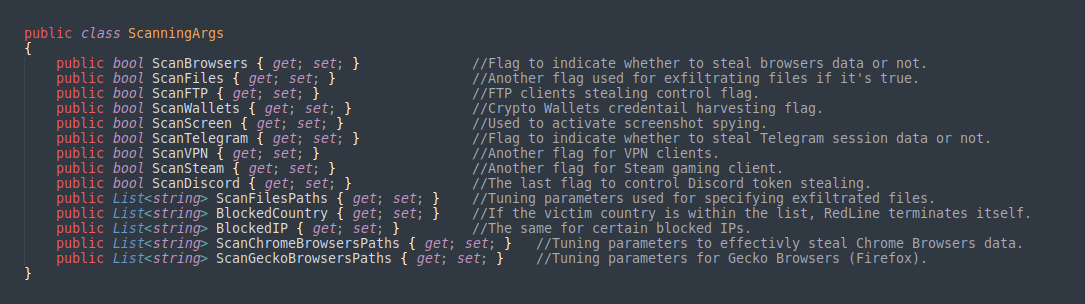 public class ScanningArgs
{
public bool ScanBrowsers { get; set; } //Flag to indicate whether to steal browsers data or not.
public bool ScanFiles { get; set; } //Another flag used for exfiltrating files if it's true.
public bool ScanFTP { get; set; } //FTP clients stealing control flag.
public bool ScanWallets { get; set; } //Crypto Wallets credentail harvesting flag.
public bool ScanScreen { get; set; } //Used to activate screenshot spying.
public bool ScanTelegram { get; set; } //Flag to indicate whether to steal Telegram session data or not.
public bool ScanVPN { get; set; } //Another flag for VPN clients.
public bool ScanSteam { get; set; } //Another flag for Steam gaming client.
public bool ScanDiscord { get; set; } //The last flag to control Discord token stealing.
public List<string> ScanFilesPaths { get; set; } //Tuning parameters used for specifying exfiltrated files.
public List<string> BlockedCountry { get; set; } //If the victim country is within the list, RedLine terminates itself.
public List<string> BlockedIP { get; set; } //The same for certain blocked IPs.
public List<string> ScanChromeBrowsersPaths { get; set; } //Tuning parameters to effectivly steal Chrome Browsers data.
public List<string> ScanGeckoBrowsersPaths { get; set; } //Tuning parameters for Gecko Browsers (Firefox).
}